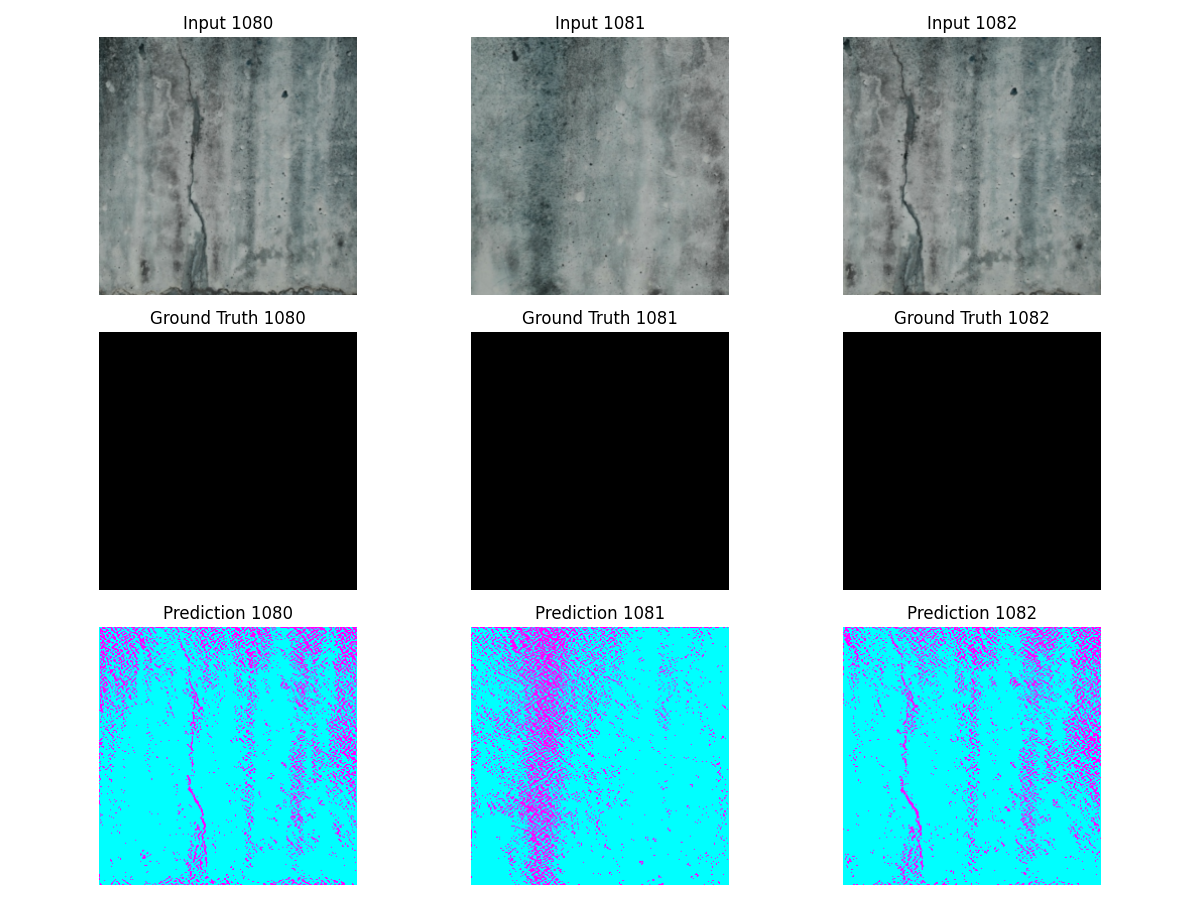 Input 1080
Input 1081
Input 1082
Ground Truth 1080
Ground Truth 1081
Ground Truth 1082
Prediction 1080
Prediction 1081
Prediction 1082